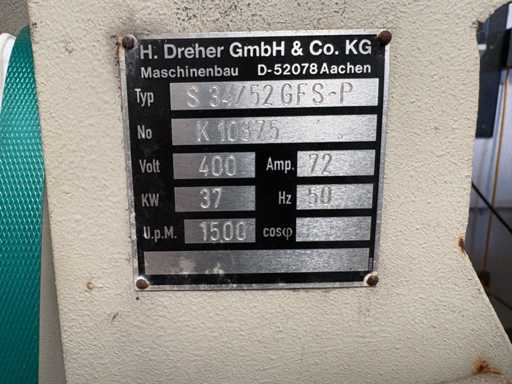 H. Dreher GmbH & Co. KG
Maschinenbau D-52078 Aachen
Typ S 34/52 GFS-P
No K 10375
Volt 400 Amp. 72
KW 37 Hz 50
U.p.M. 1500 cosφ